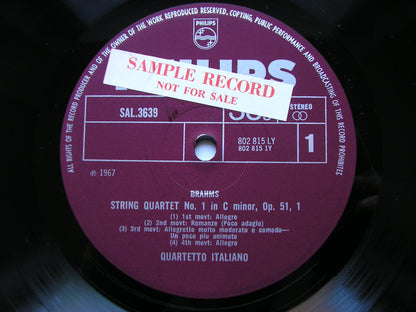 ALL RIGHTS OF THE RECORD PRODUCER AND OF THE OWNER OF THE WORK REPRODUCED RESERVED, COPYING, PUBLIC PERFORMANCE AND BROADCASTING OF THIS RECORD PROHIBITED
PHILIPS
PHILIPS
SAMPLE RECORD
NOT FOR SALE
SAL.3639
STEREO
802 815 LY
802 815 1Y
1
℗ 1967
BRAHMS
STRING QUARTET No. 1 in C minor, Op. 51, 1
(1) 1st movt: Allegro
(2) 2nd movt: Romanze (Poco adagio)
(3) 3rd movt: Allegretto molto moderato e comodo—
Un poco piu animato
(4) 4th movt: Allegro
QUARTETTO ITALIANO